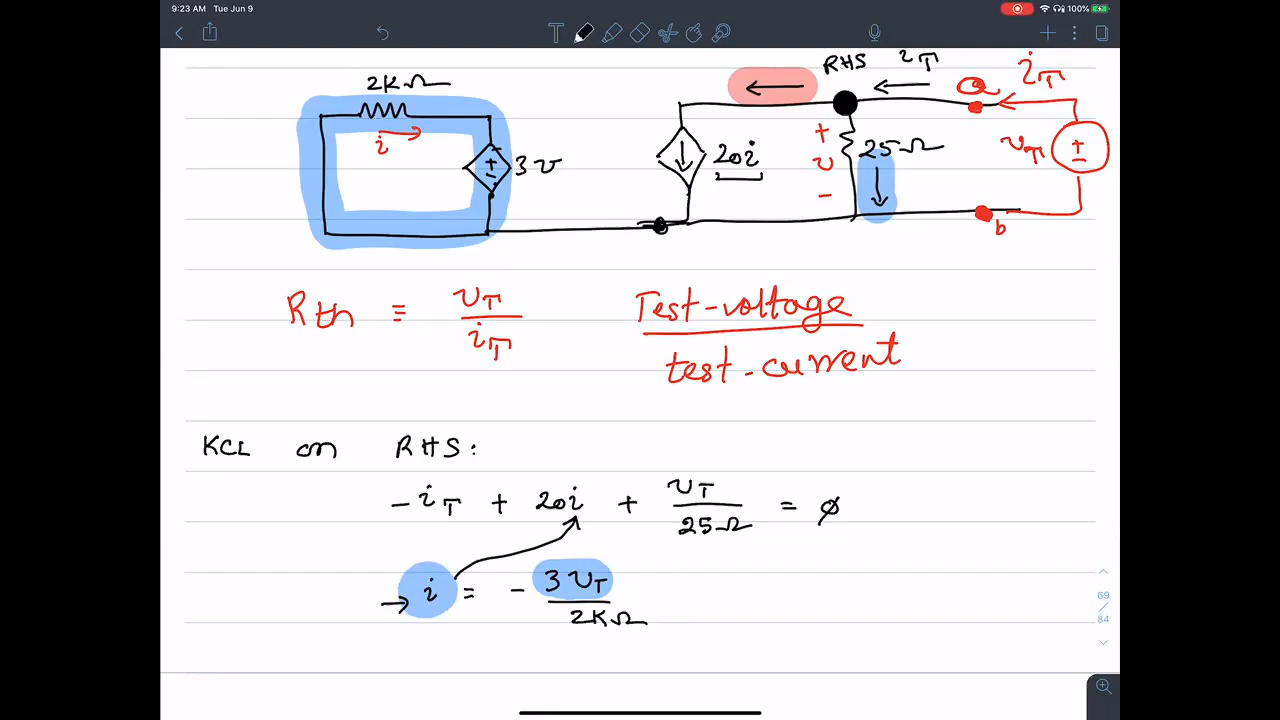 9:23 AM Tue Jun 9
100%
T
RHS
iT
a
iT
2KΩ
i
+
-
3v
20i
+
v
-
25Ω
vT
+
-
b
Rth ≡ vT / iT
Test-voltage
test-current
KCL on RHS:
-iT + 20i + vT / 25Ω = φ
→ i = - 3vT / 2KΩ
69
/
84